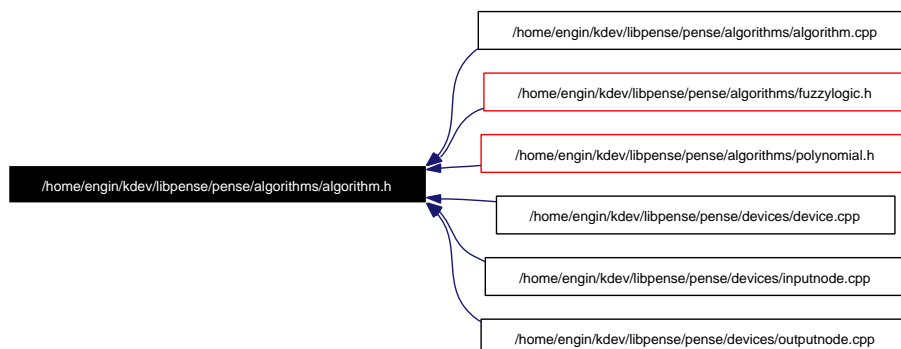 /home/engin/kdev/libpense/pense/algorithms/algorithm.cpp
/home/engin/kdev/libpense/pense/algorithms/fuzzylogic.h
/home/engin/kdev/libpense/pense/algorithms/polynomial.h
/home/engin/kdev/libpense/pense/algorithms/algorithm.h
/home/engin/kdev/libpense/pense/devices/device.cpp
/home/engin/kdev/libpense/pense/devices/inputnode.cpp
/home/engin/kdev/libpense/pense/devices/outputnode.cpp